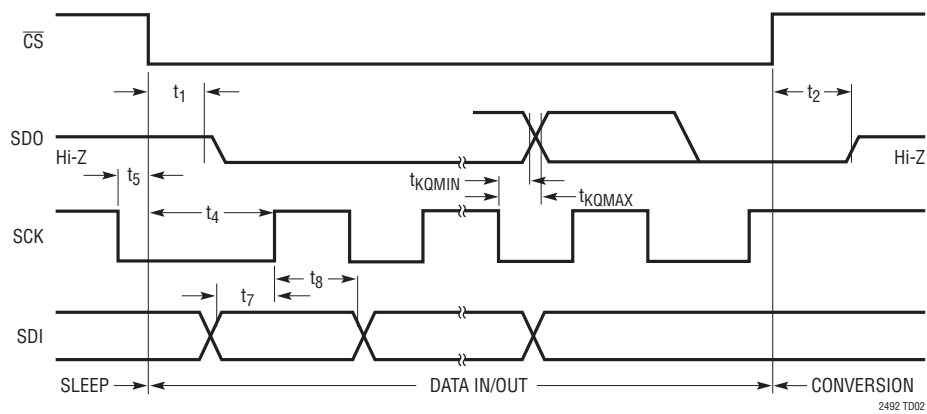 C̅S̅
t1
t2
SDO
Hi-Z
Hi-Z
t5
tKQMIN
tKQMAX
t4
SCK
t8
t7
SDI
SLEEP
DATA IN/OUT
CONVERSION
2492 TD02